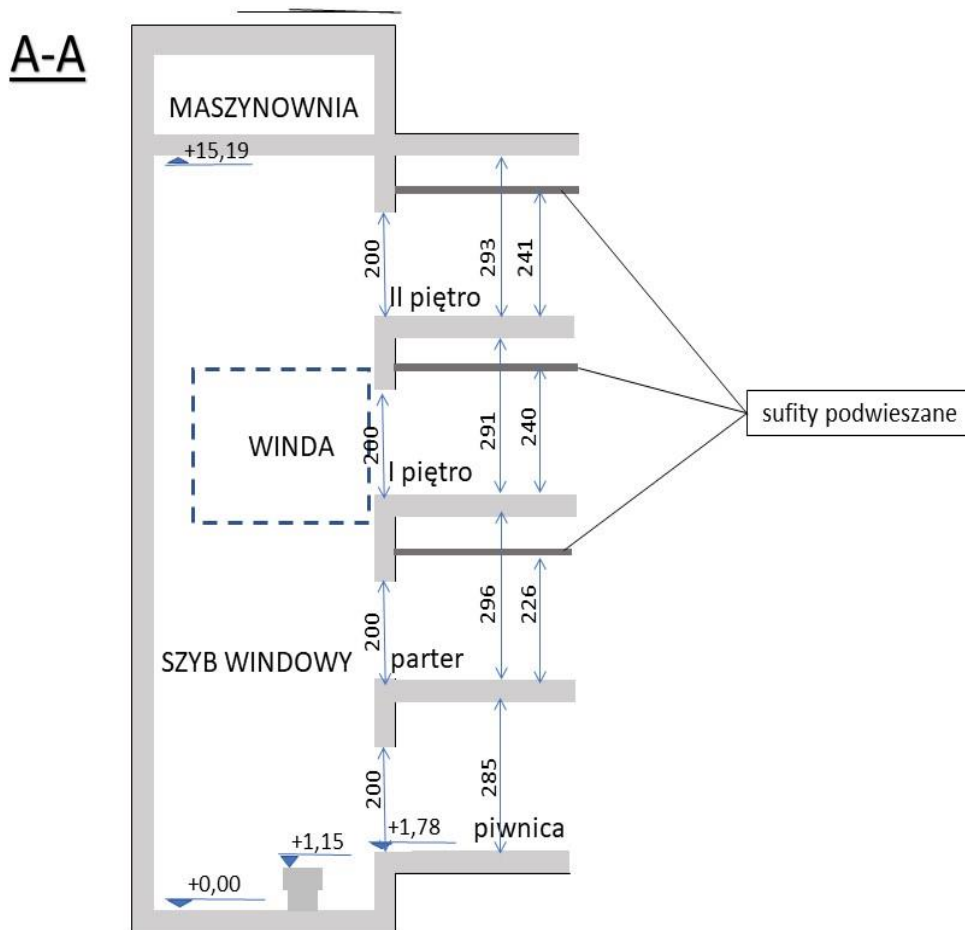 A-A
MASZYNOWNIA
+15,19
200
293
241
II piętro
WINDA
200
291
240
I piętro
sufity podwieszane
200
296
226
SZYB WINDOWY
parter
200
285
+1,78
piwnica
+1,15
+0,00